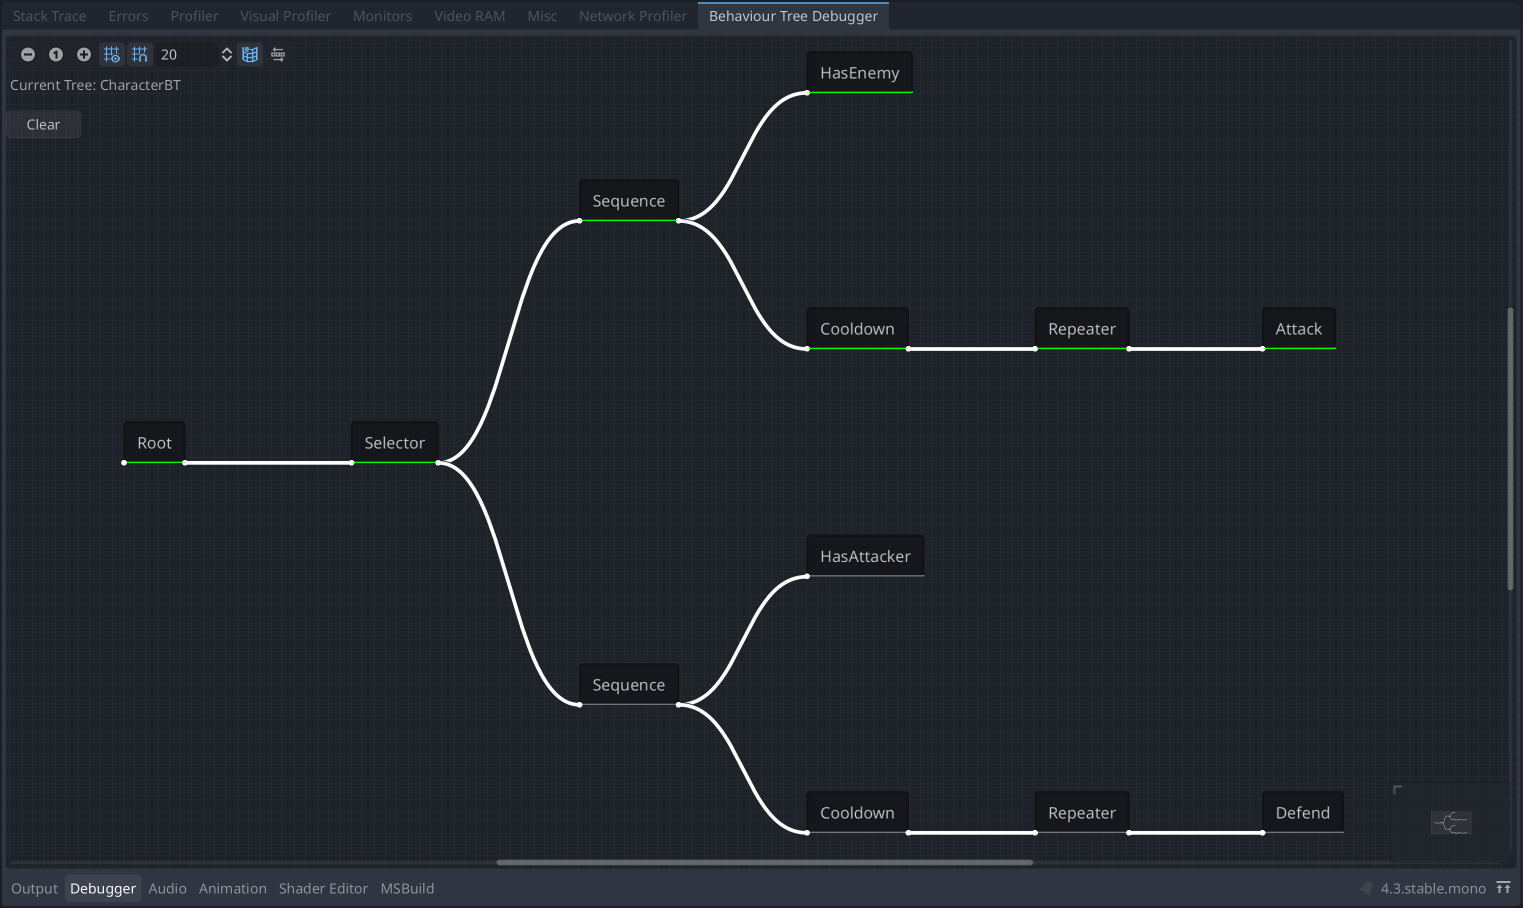 Stack Trace Errors Profiler Visual Profiler Monitors Video RAM Misc Network Profiler Behaviour Tree Debugger
1 20
Current Tree: CharacterBT
Clear
HasEnemy
Sequence
Cooldown Repeater Attack
Root Selector
HasAttacker
Sequence
Cooldown Repeater Defend
Output Debugger Audio Animation Shader Editor MSBuild 4.3.stable.mono